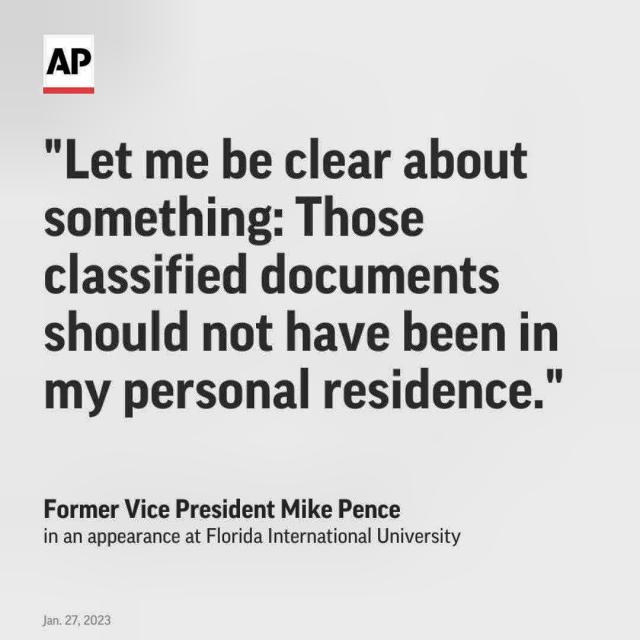 AP
"Let me be clear about
something: Those
classified documents
should not have been in
my personal residence."
Former Vice President Mike Pence
in an appearance at Florida International University
Jan. 27, 2023